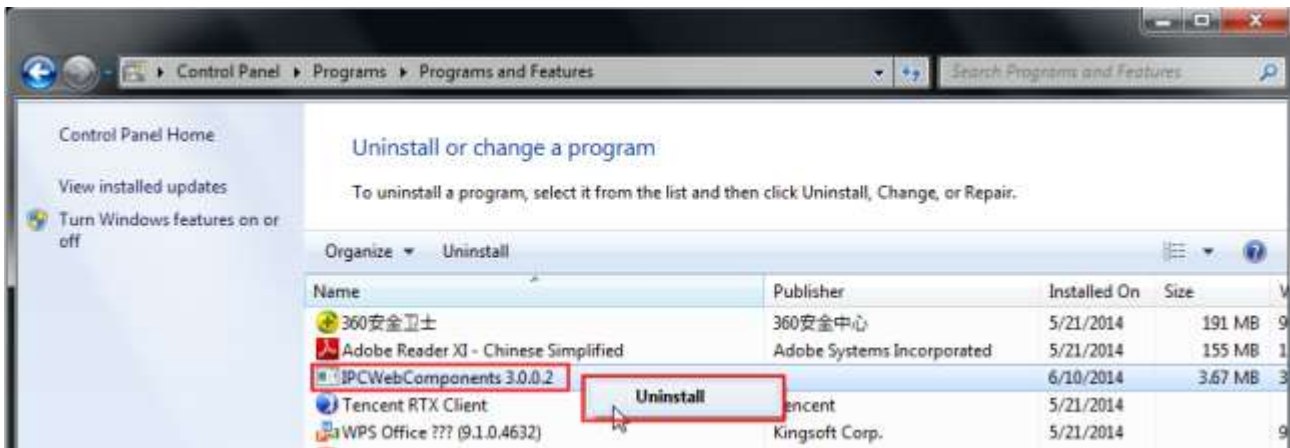 Control Panel ▸ Programs ▸ Programs and Features
Search Programs and Features
Control Panel Home
View installed updates
Turn Windows features on or
off
Uninstall or change a program
To uninstall a program, select it from the list and then click Uninstall, Change, or Repair.
Organize Uninstall
Name Publisher Installed On Size V
360安全卫士 360安全中心 5/21/2014 191 MB 9
Adobe Reader XI - Chinese Simplified Adobe Systems Incorporated 5/21/2014 155 MB 1
IPCWebComponents 3.0.0.2 6/10/2014 3.67 MB 3
Uninstall
Tencent RTX Client encent 5/21/2014
WPS Office ??? (9.1.0.4632) Kingsoft Corp. 5/21/2014 9